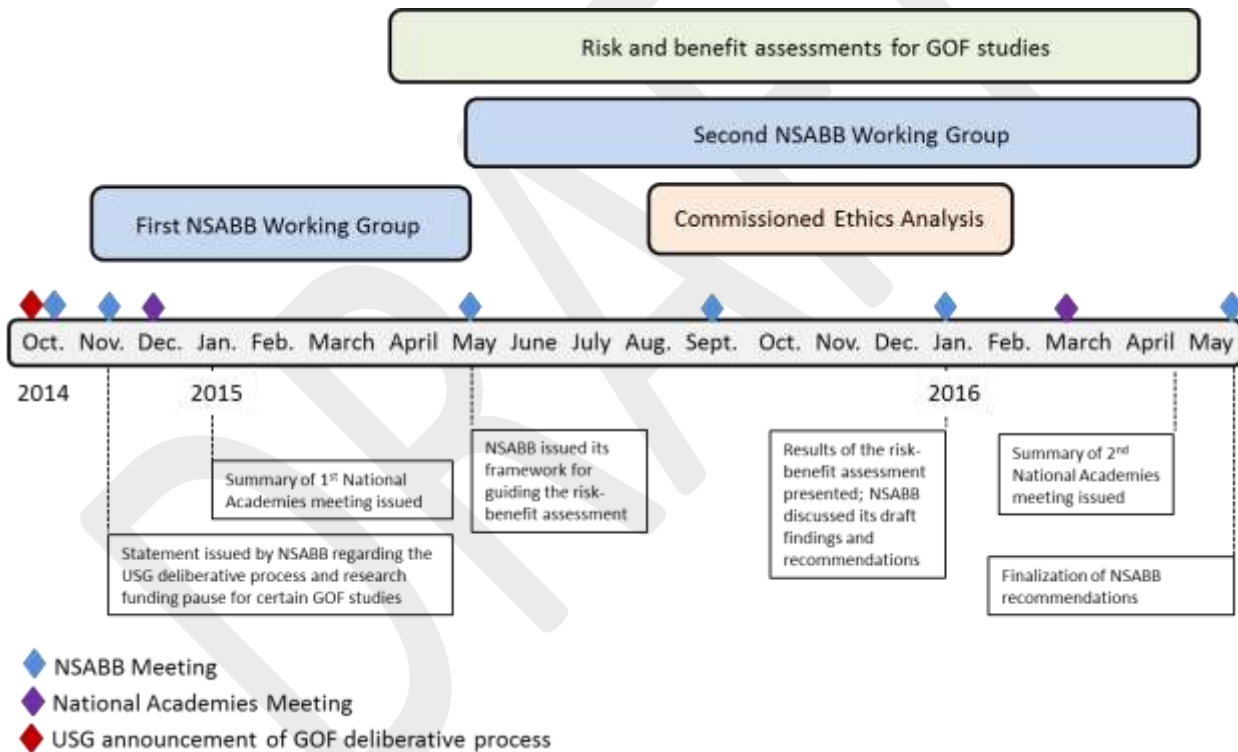 Risk and benefit assessments for GOF studies
Second NSABB Working Group
First NSABB Working Group
Commissioned Ethics Analysis
Oct. Nov. Dec. Jan. Feb. March April May June July Aug. Sept. Oct. Nov. Dec. Jan. Feb. March April May
2014 2015 2016
Summary of 1st National
Academies meeting issued
Statement issued by NSABB regarding the
USG deliberative process and research
funding pause for certain GOF studies
NSABB issued its
framework for
guiding the risk-
benefit assessment
Results of the risk-
benefit assessment
presented; NSABB
discussed its draft
findings and
recommendations
Summary of 2nd
National Academies
meeting issued
Finalization of NSABB
recommendations
NSABB Meeting
National Academies Meeting
USG announcement of GOF deliberative process
DRAFT